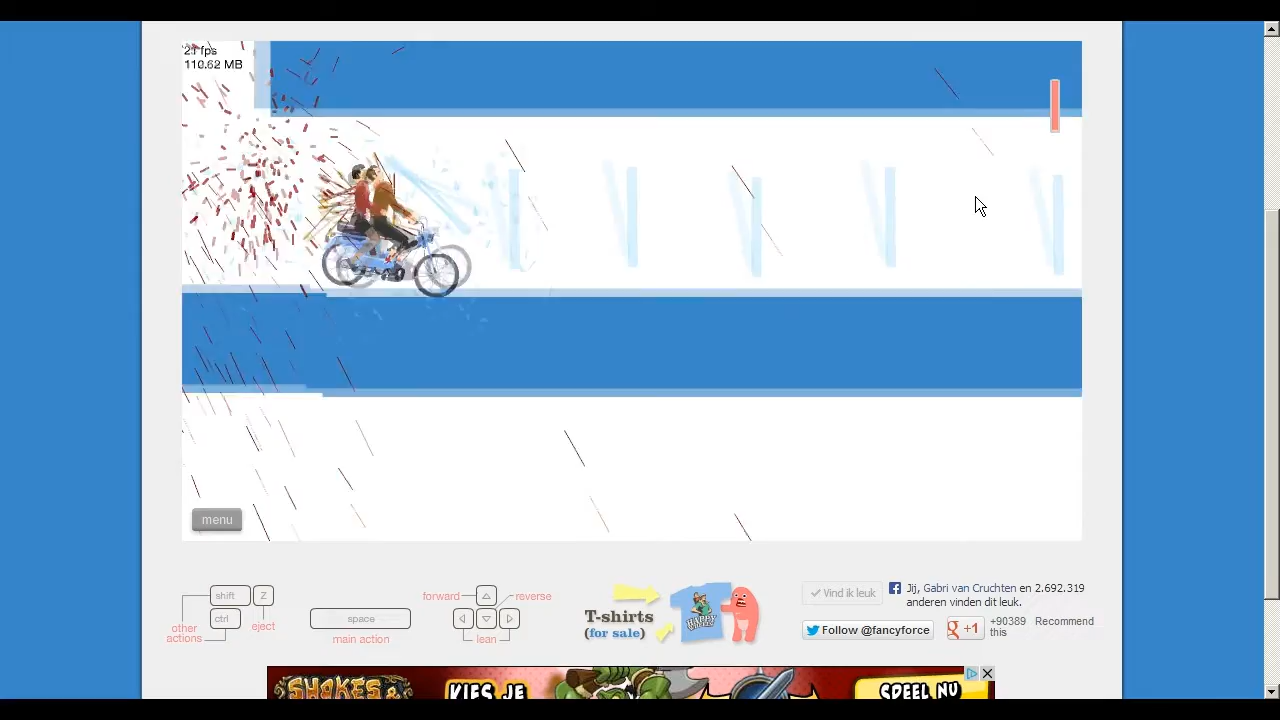 21 fps
110.62 MB
menu
shift
Z
ctrl
other
actions
eject
space
main action
forward
reverse
lean
T-shirts
(for sale)
HAPPY
Vind ik leuk
Jij, Gabri van Cruchten en 2.692.319
anderen vinden dit leuk.
Follow @fancyforce
+1
+90389 Recommend
this
KIES JE
SPEEL NU